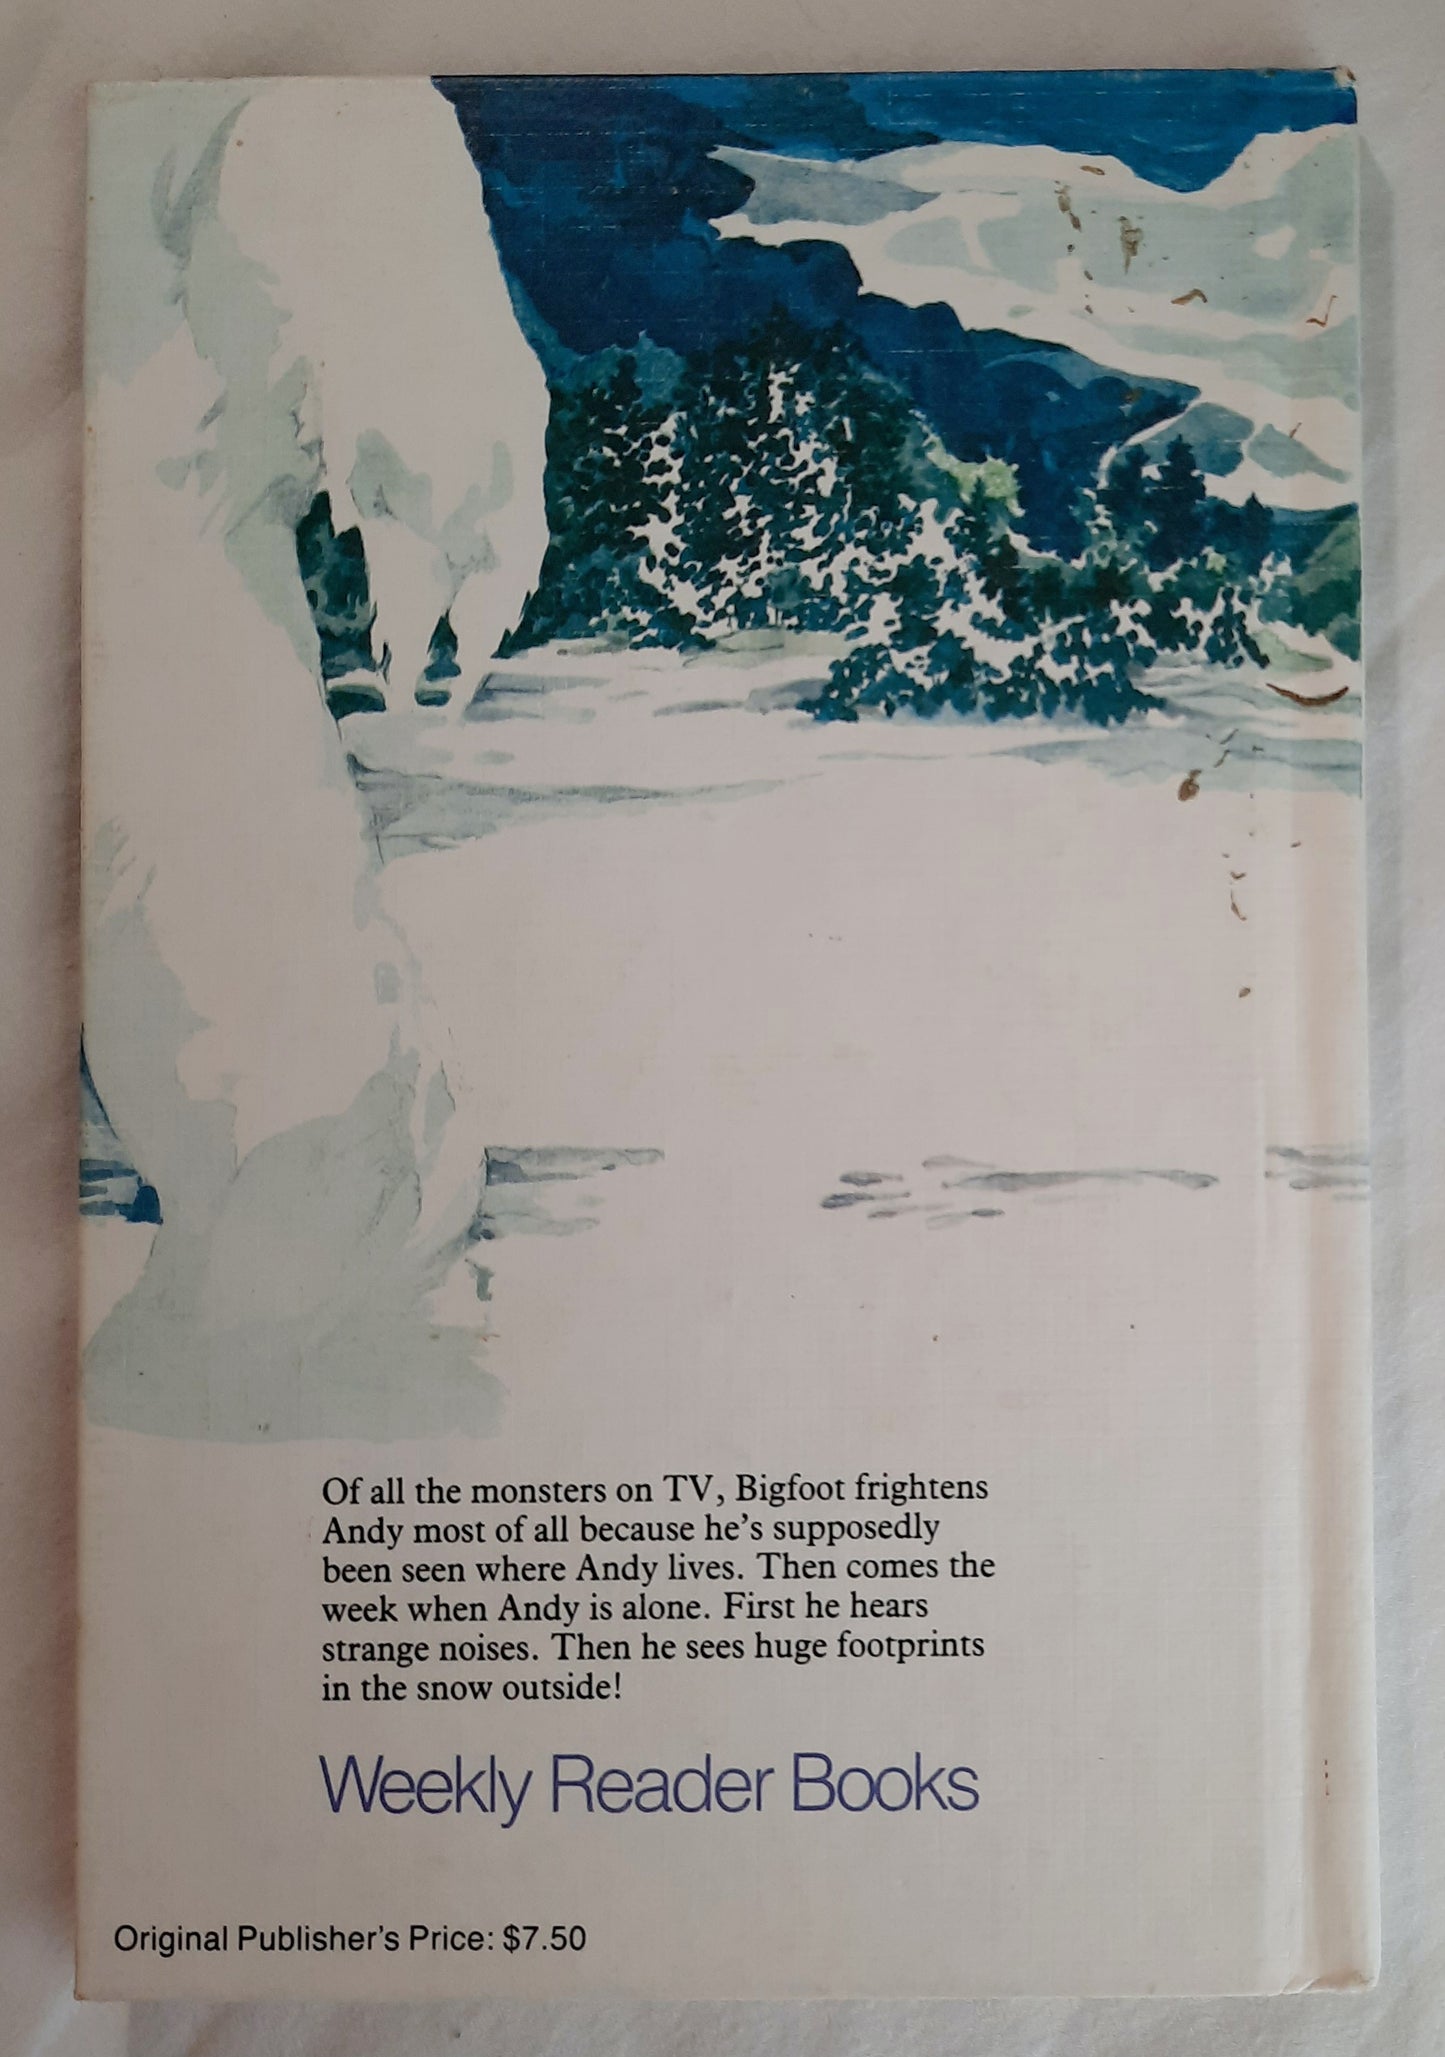 Of all the monsters on TV, Bigfoot frightens
Andy most of all because he's supposedly
been seen where Andy lives. Then comes the
week when Andy is alone. First he hears
strange noises. Then he sees huge footprints
in the snow outside!
Weekly Reader Books
Original Publisher's Price: $7.50